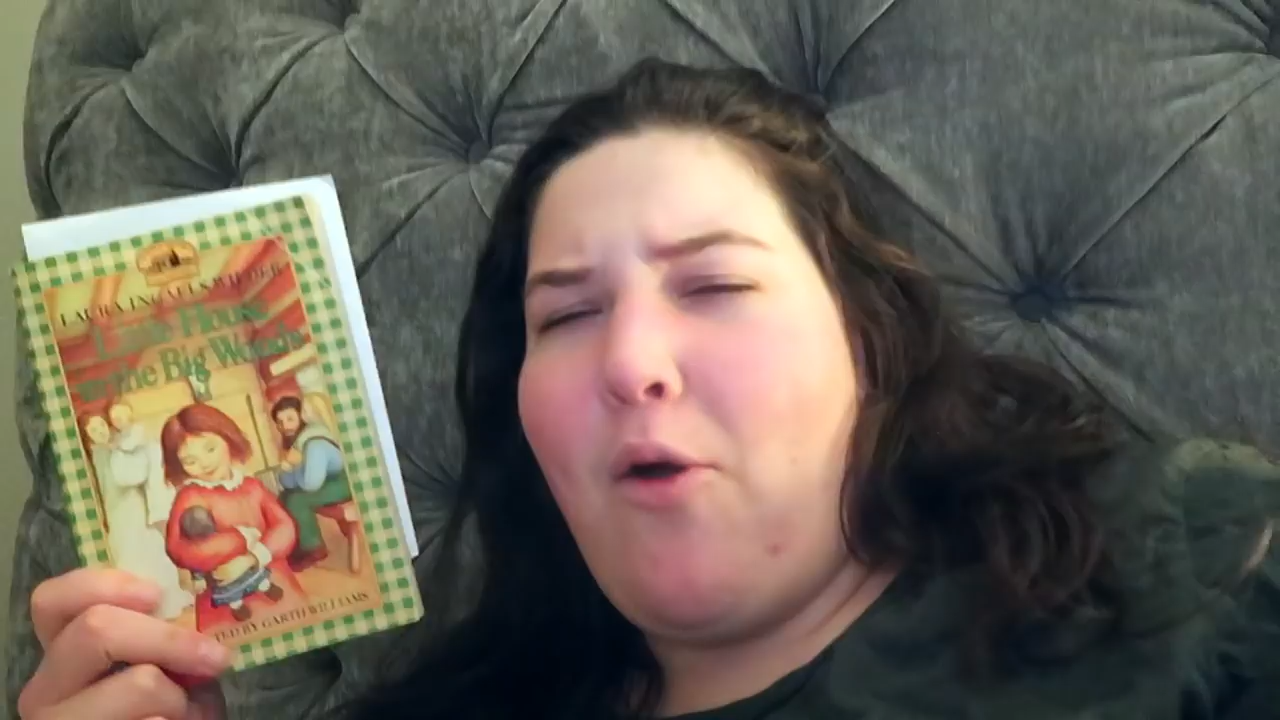 LAURA INGALLS WILDER
Little House
in the Big Woods
TED BY GARTH WILLIAMS